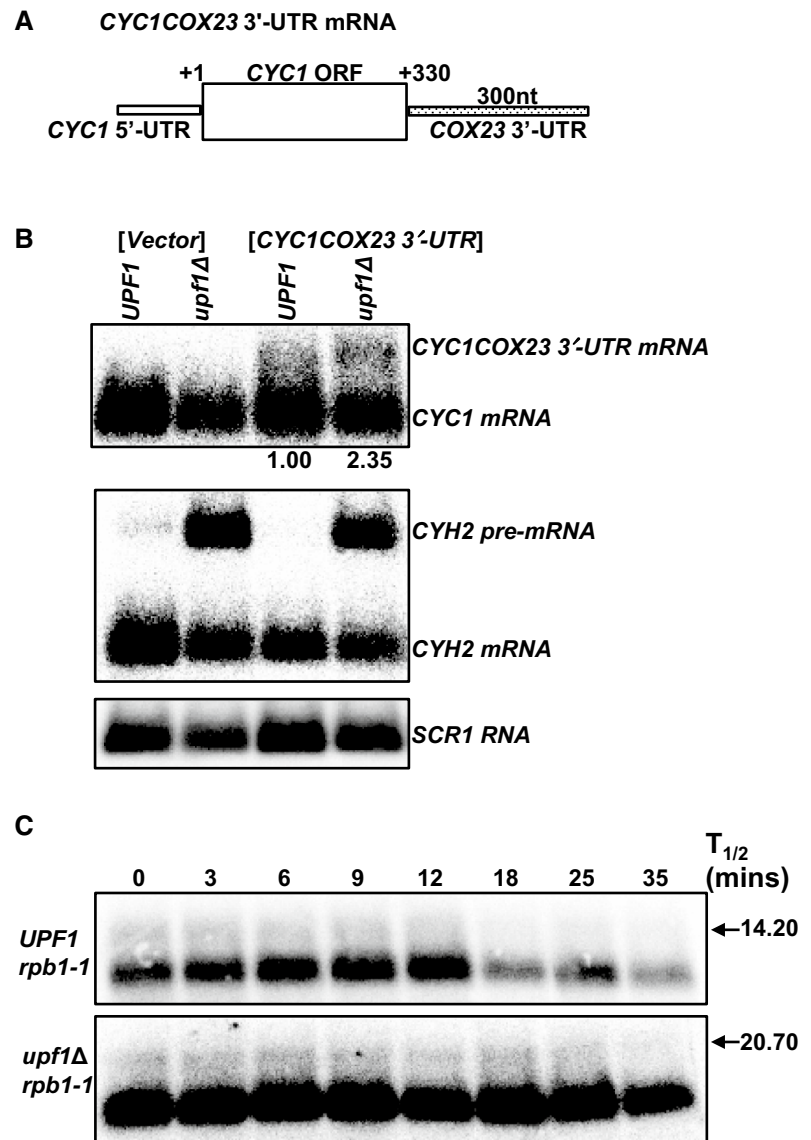 A CYC1COX23 3'-UTR mRNA
+1 CYC1 ORF +330
300nt
CYC1 5'-UTR COX23 3'-UTR
B [Vector] [CYC1COX23 3′-UTR]
UPF1 upf1Δ UPF1 upf1Δ
CYC1COX23 3′-UTR mRNA
CYC1 mRNA
1.00 2.35
CYH2 pre-mRNA
CYH2 mRNA
SCR1 RNA
C
T1/2
0 3 6 9 12 18 25 35 (mins)
UPF1 14.20
rpb1-1
upf1Δ 20.70
rpb1-1